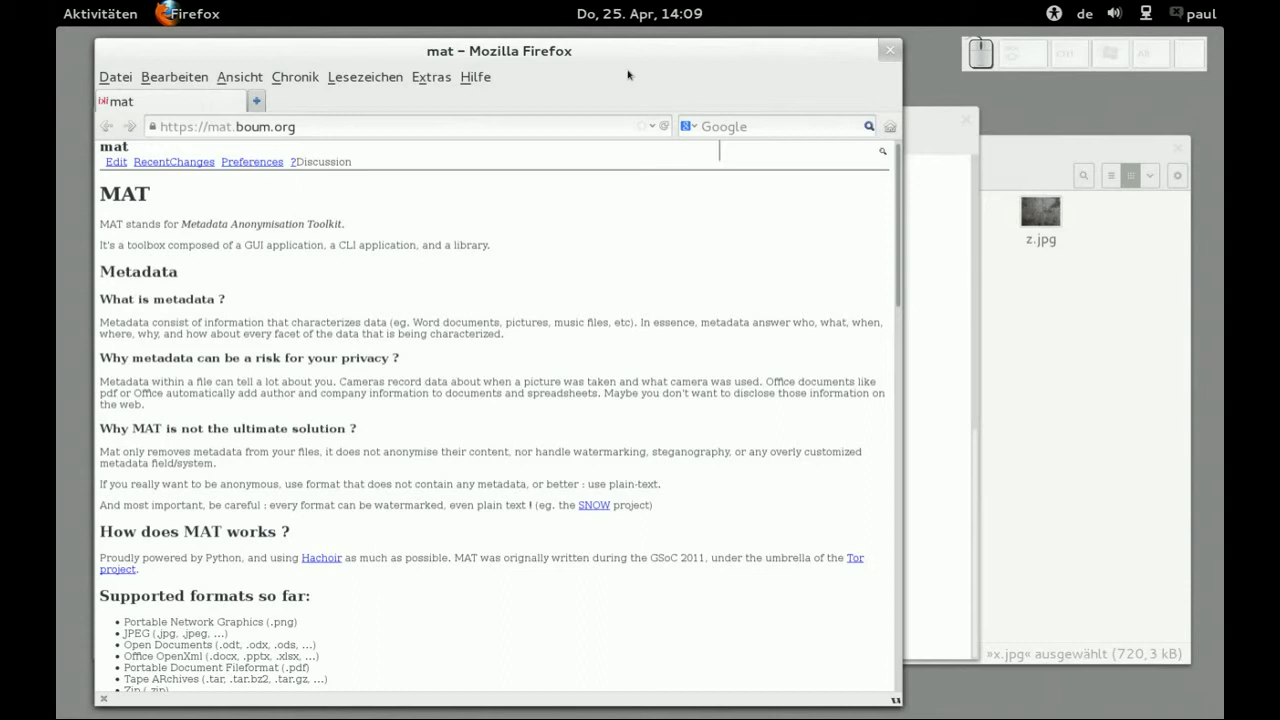 Aktivitäten Firefox Do, 25. Apr, 14:09 de paul
mat – Mozilla Firefox
Datei Bearbeiten Ansicht Chronik Lesezeichen Extras Hilfe
mat
https://mat.boum.org Google
mat
Edit RecentChanges Preferences ?Discussion
MAT
MAT stands for Metadata Anonymisation Toolkit.
It's a toolbox composed of a GUI application, a CLI application, and a library.
Metadata
What is metadata ?
Metadata consist of information that characterizes data (eg. Word documents, pictures, music files, etc). In essence, metadata answer who, what, when,
where, why, and how about every facet of the data that is being characterized.
Why metadata can be a risk for your privacy ?
Metadata within a file can tell a lot about you. Cameras record data about when a picture was taken and what camera was used. Office documents like
pdf or Office automatically add author and company information to documents and spreadsheets. Maybe you don't want to disclose those information on
the web.
Why MAT is not the ultimate solution ?
Mat only removes metadata from your files, it does not anonymise their content, nor handle watermarking, steganography, or any overly customized
metadata field/system.
If you really want to be anonymous, use format that does not contain any metadata, or better : use plain-text.
And most important, be careful : every format can be watermarked, even plain text ! (eg. the SNOW project)
How does MAT works ?
Proudly powered by Python, and using Hachoir as much as possible. MAT was orignally written during the GSoC 2011, under the umbrella of the Tor
project.
Supported formats so far:
• Portable Network Graphics (.png)
• JPEG (.jpg, .jpeg, ...)
• Open Documents (.odt, .odx, .ods, ...)
• Office OpenXml (.docx, .pptx, .xlsx, ...)
• Portable Document Fileformat (.pdf)
• Tape ARchives (.tar, .tar.bz2, .tar.gz, ...)
• Zip (.zip)
z.jpg
»x.jpg« ausgewählt (720,3 kB)